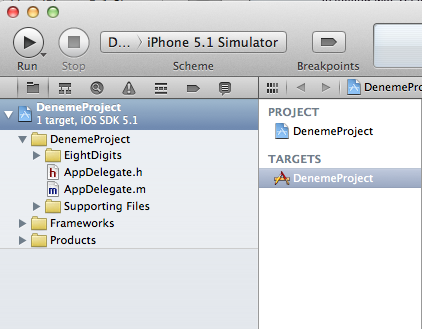 D... iPhone 5.1 Simulator
Run Stop Scheme Breakpoints
DenemeProject
DenemeProject
1 target, iOS SDK 5.1
DenemeProject
EightDigits
h AppDelegate.h
m AppDelegate.m
Supporting Files
Frameworks
Products
PROJECT
DenemeProject
TARGETS
DenemeProject